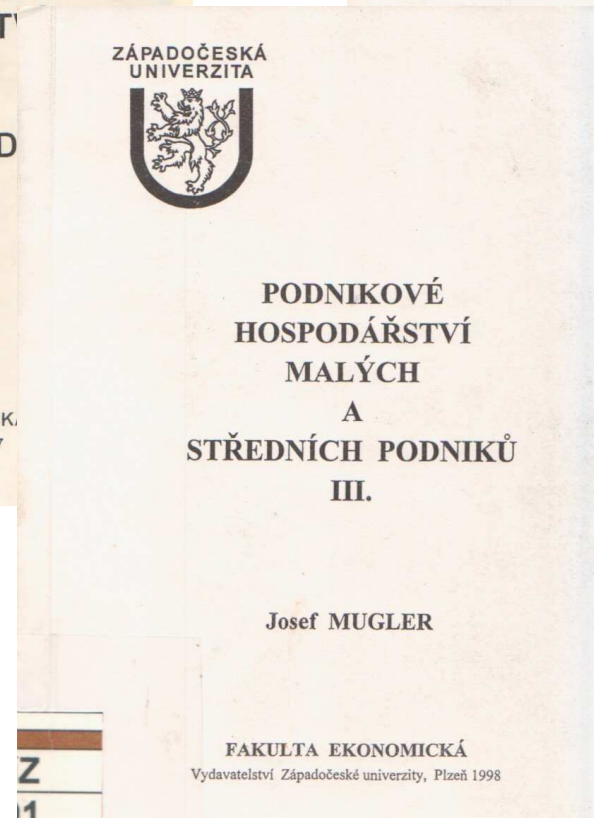 ZÁPADOČESKÁ
UNIVERZITA
PODNIKOVÉ
HOSPODÁŘSTVÍ
MALÝCH
A
STŘEDNÍCH PODNIKŮ
III.
Josef MUGLER
FAKULTA EKONOMICKÁ
Vydavatelství Západočeské univerzity, Plzeň 1998